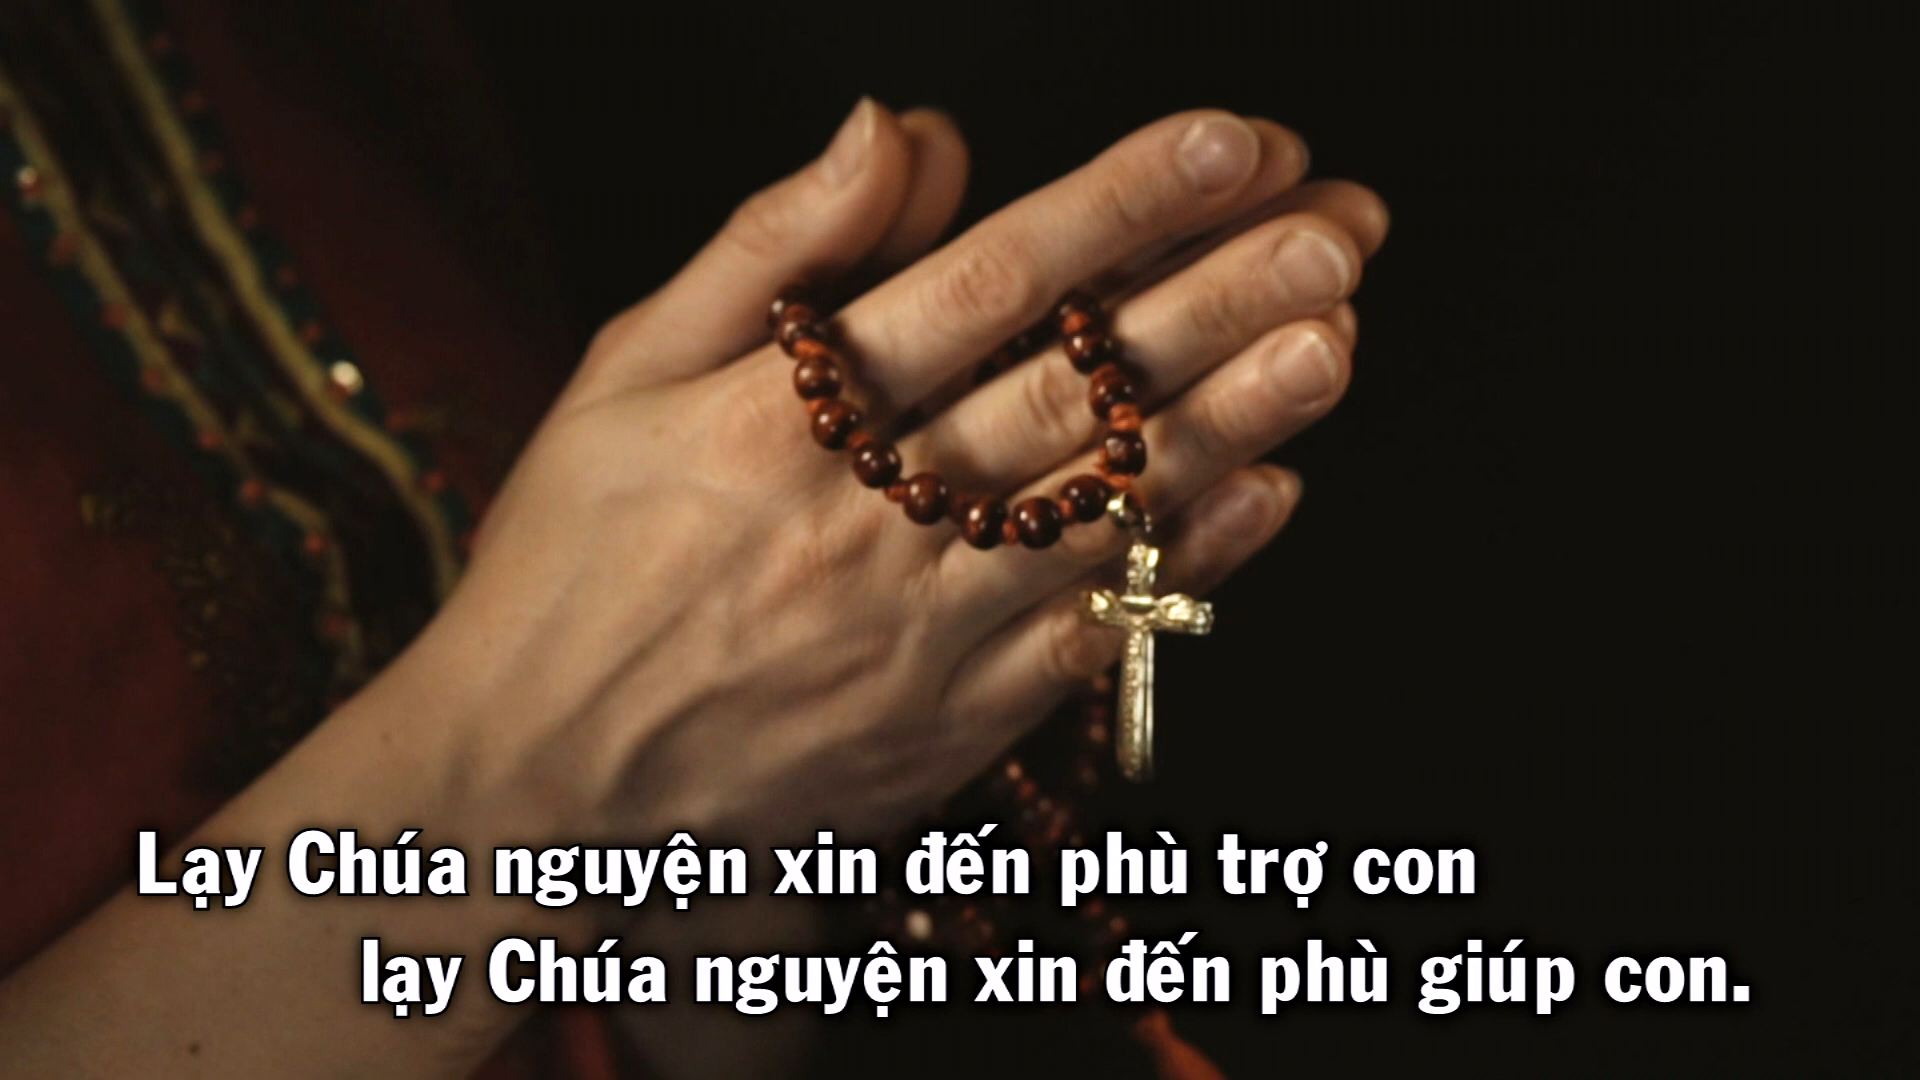 Lạy Chúa nguyện xin đến phù trợ con
lạy Chúa nguyện xin đến phù giúp con.